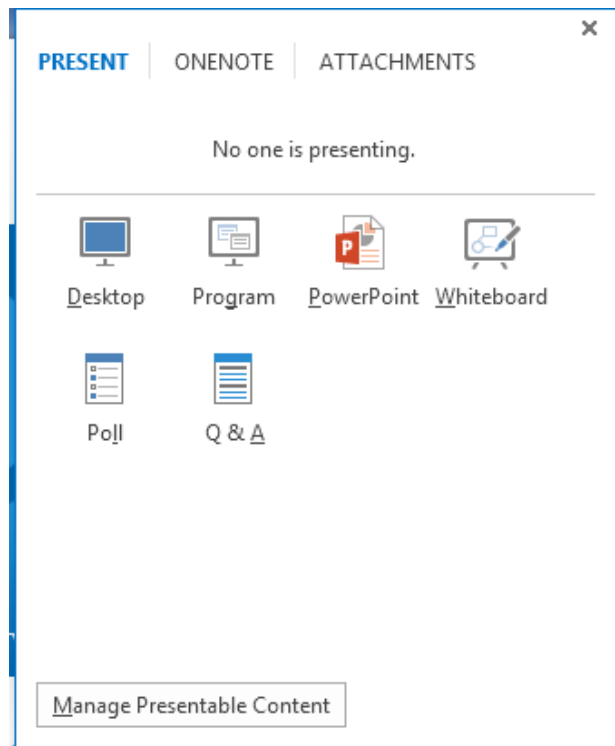 PRESENT ONENOTE ATTACHMENTS
No one is presenting.
Desktop Program PowerPoint Whiteboard
Poll Q & A
Manage Presentable Content